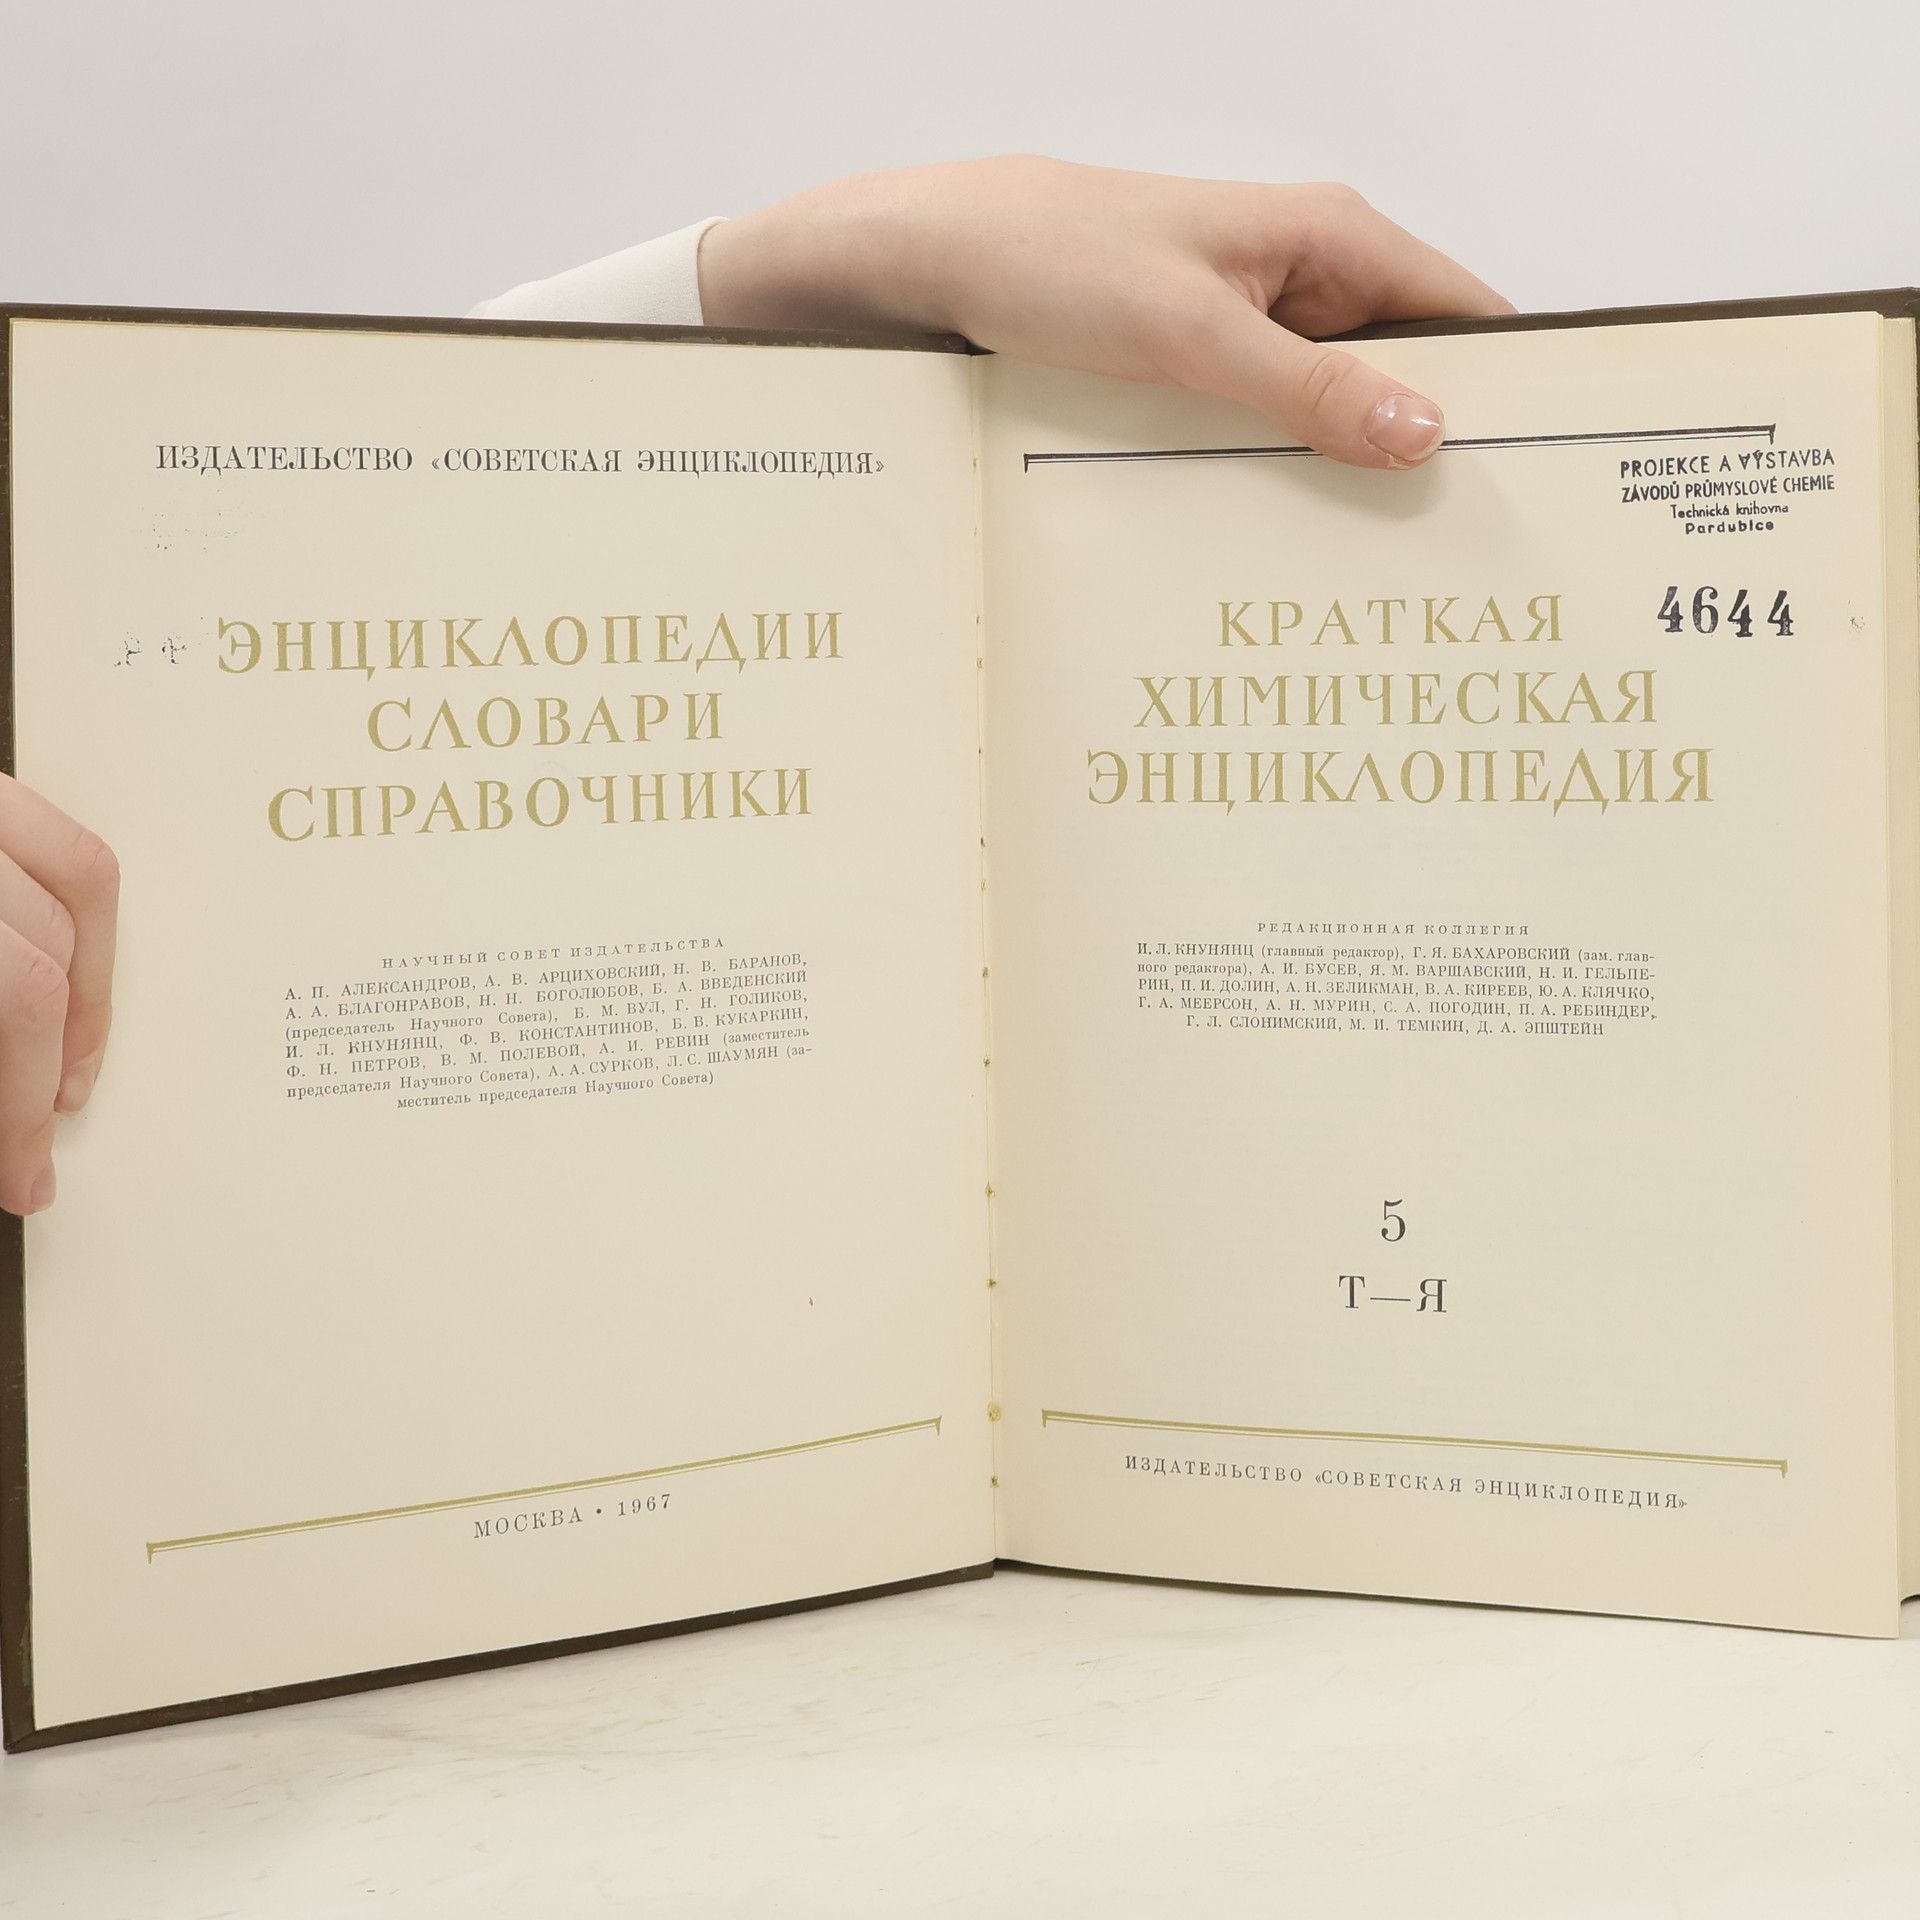 ИЗДАТЕЛЬСТВО «СОВЕТСКАЯ ЭНЦИКЛОПЕДИЯ»
ЭНЦИКЛОПЕДИИ
СЛОВАРИ
СПРАВОЧНИКИ
НАУЧНЫЙ СОВЕТ ИЗДАТЕЛЬСТВА
А. П. АЛЕКСАНДРОВ, А. В. АРЦИХОВСКИЙ, Н. В. БАРАНОВ,
А. А. БЛАГОНРАВОВ, Н. Н. БОГОЛЮБОВ, Б. А. ВВЕДЕНСКИЙ
(председатель Научного Совета), Б. М. ВУЛ, Г. Н. ГОЛИКОВ,
И. Л. КНУНЯНЦ, Ф. В. КОНСТАНТИНОВ, Б. В. КУКАРКИН,
Ф. Н. ПЕТРОВ, В. М. ПОЛЕВОЙ, А. И. РЕВИН (заместитель
председателя Научного Совета), А. А. СУРКОВ, Л. С. ШАУМЯН (за-
меститель председателя Научного Совета)
МОСКВА • 1967
PROJEKCE A VÝSTAVBA
ZÁVODŮ PRŮMYSLOVÉ CHEMIE
Technická knihovna
Pardubice
4644
КРАТКАЯ
ХИМИЧЕСКАЯ
ЭНЦИКЛОПЕДИЯ
РЕДАКЦИОННАЯ КОЛЛЕГИЯ
И. Л. КНУНЯНЦ (главный редактор), Г. Я. БАХАРОВСКИЙ (зам. глав-
ного редактора), А. И. БУСЕВ, Я. М. ВАРШАВСКИЙ, Н. И. ГЕЛЬПЕ-
РИН, П. И. ДОЛИН, А. Н. ЗЕЛИКМАН, В. А. КИРЕЕВ, Ю. А. КЛЯЧКО,
Г. А. МЕЕРСОН, А. Н. МУРИН, С. А. ПОГОДИН, П. А. РЕБИНДЕР,
Г. Л. СЛОНИМСКИЙ, М. И. ТЕМКИН, Д. А. ЭПШТЕЙН
5
Т—Я
ИЗДАТЕЛЬСТВО «СОВЕТСКАЯ ЭНЦИКЛОПЕДИЯ»